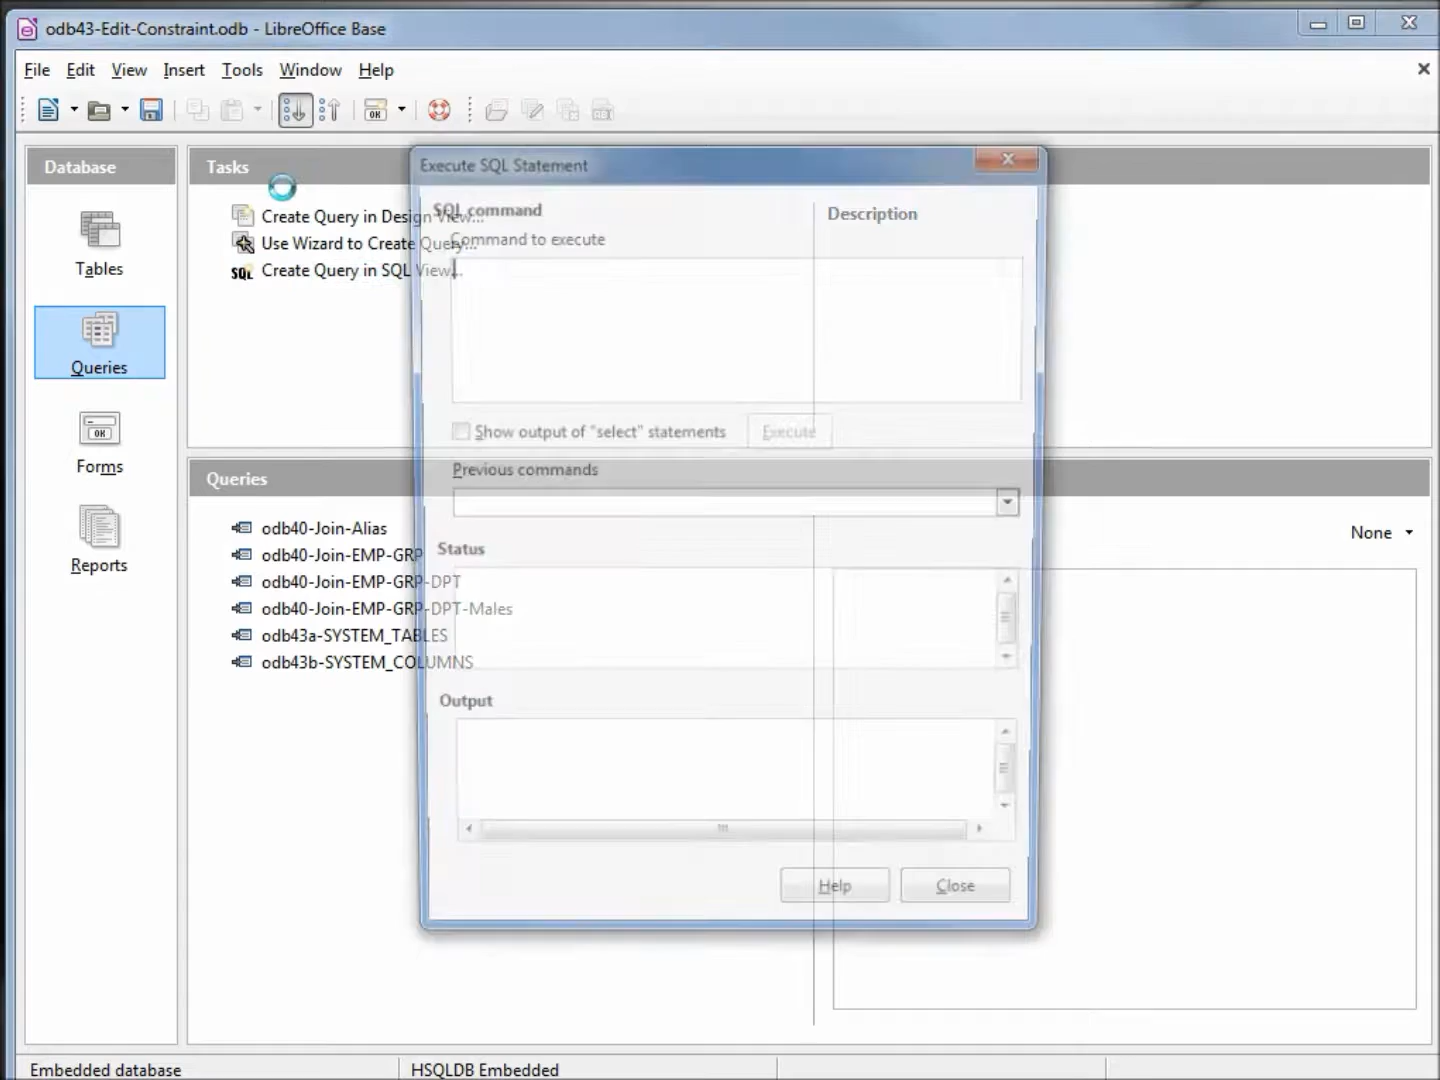 odb43-Edit-Constraint.odb - LibreOffice Base
File Edit View Insert Tools Window Help
Database
Tables
Queries
Forms
Reports
Tasks
Create Query in Design View...
Use Wizard to Create Query...
SQL Create Query in SQL View...
Description
Queries
odb40-Join-Alias
odb40-Join-EMP-GRP
odb40-Join-EMP-GRP-DPT
odb40-Join-EMP-GRP-DPT-Males
odb43a-SYSTEM_TABLES
odb43b-SYSTEM_COLUMNS
None
Execute SQL Statement
SQL command
Command to execute
Show output of "select" statements Execute
Previous commands
Status
Output
Help Close
Embedded database HSQLDB Embedded